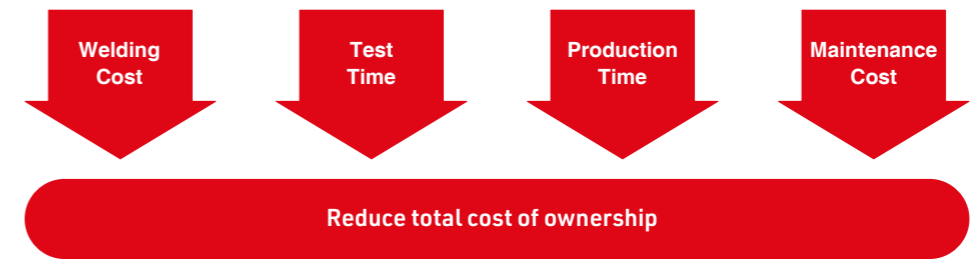 Welding
Cost
Test
Time
Production
Time
Maintenance
Cost
Reduce total cost of ownership